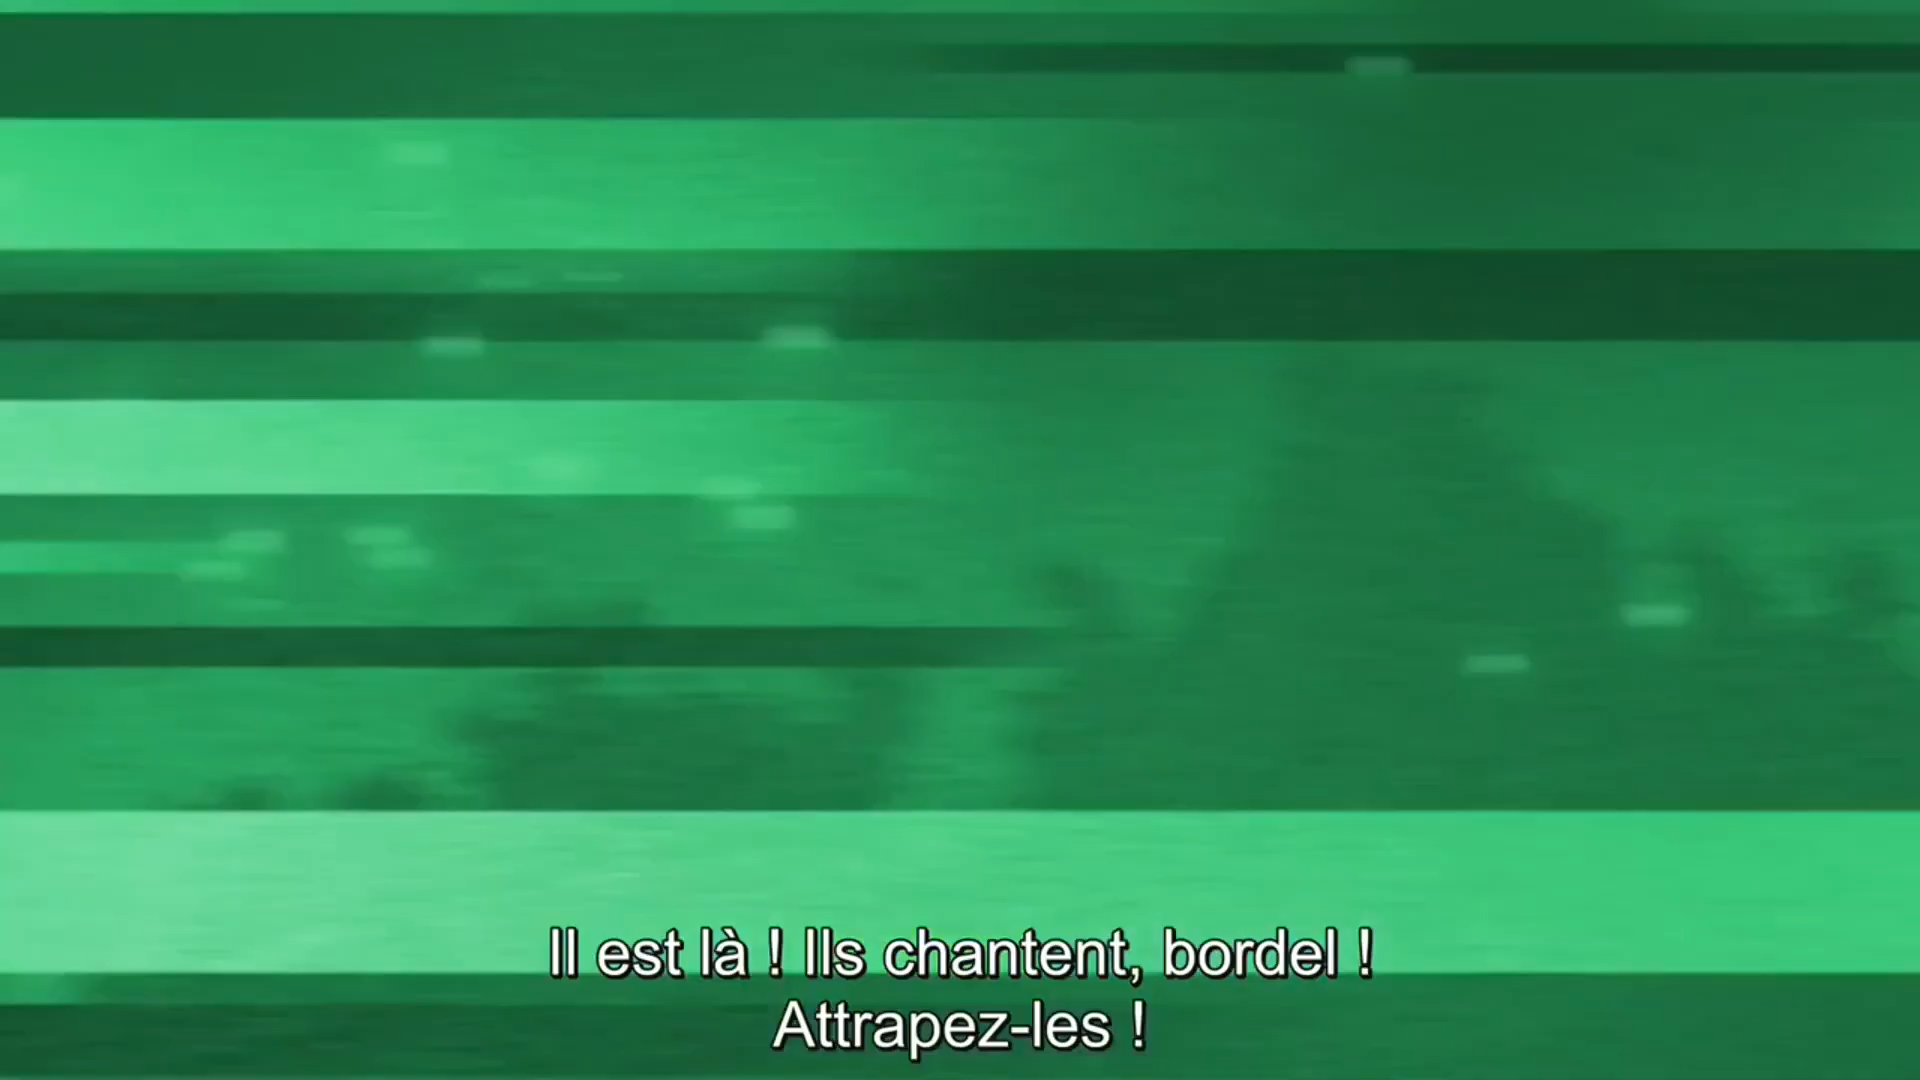 Il est là ! Ils chantent, bordel !
Attrapez-les !